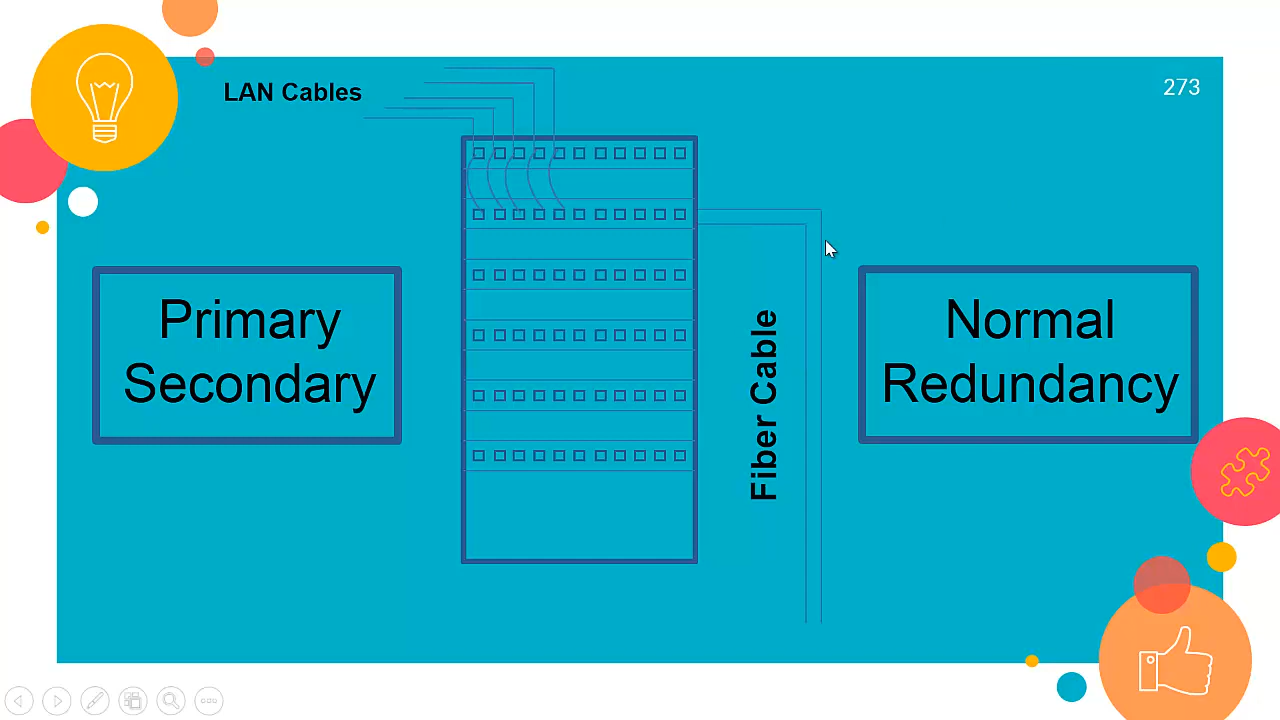 LAN Cables
273
Primary
Secondary
Fiber Cable
Normal
Redundancy